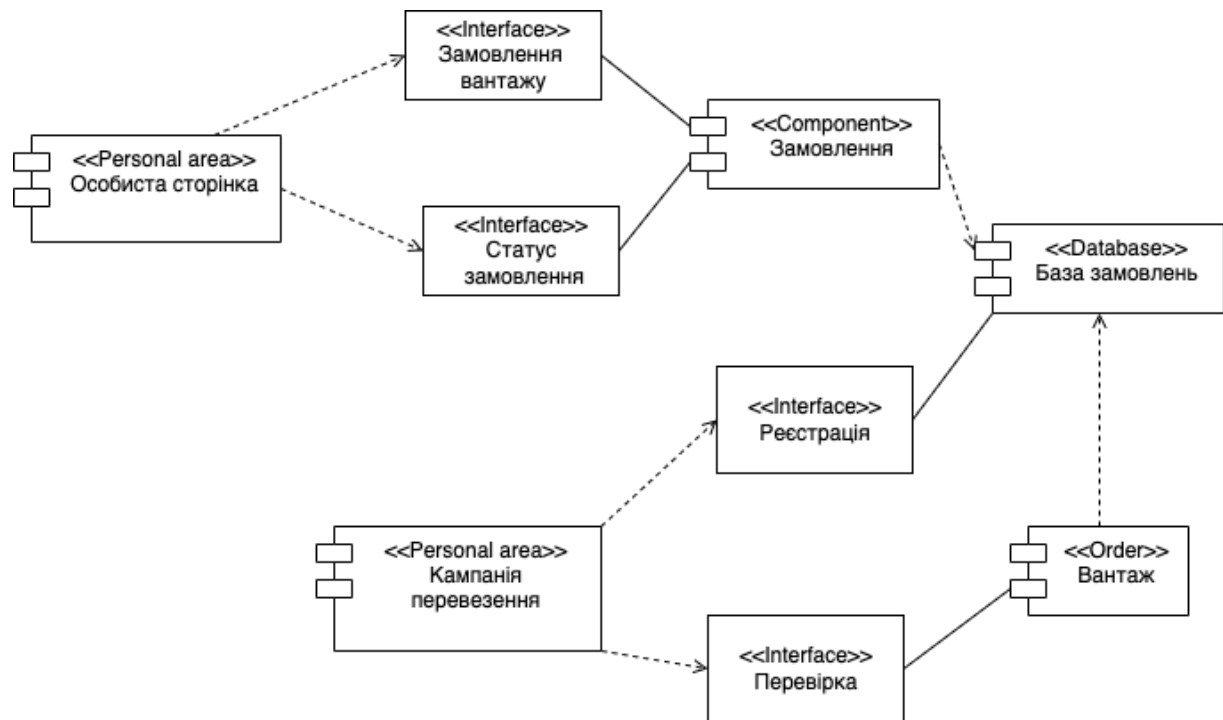 <<Interface>>
Замовлення
вантажу
<<Component>>
Замовлення
<<Personal area>>
Особиста сторінка
<<Interface>>
Статус
замовлення
<<Database>>
База замовлень
<<Interface>>
Реєстрація
<<Personal area>>
Кампанія
перевезення
<<Order>>
Вантаж
<<Interface>>
Перевірка